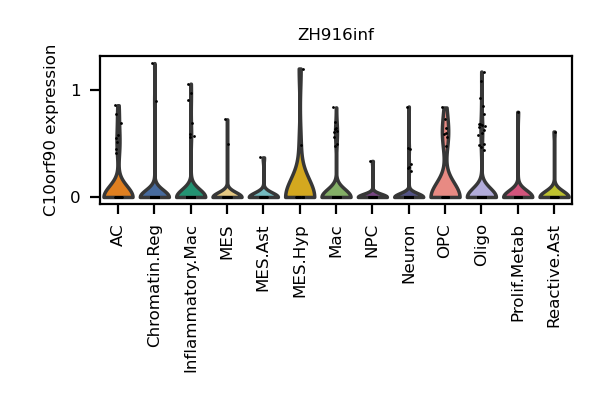 ZH916inf
C10orf90 expression
1
0
AC
Chromatin.Reg
Inflammatory.Mac
MES
MES.Ast
MES.Hyp
Mac
NPC
Neuron
OPC
Oligo
Prolif.Metab
Reactive.Ast